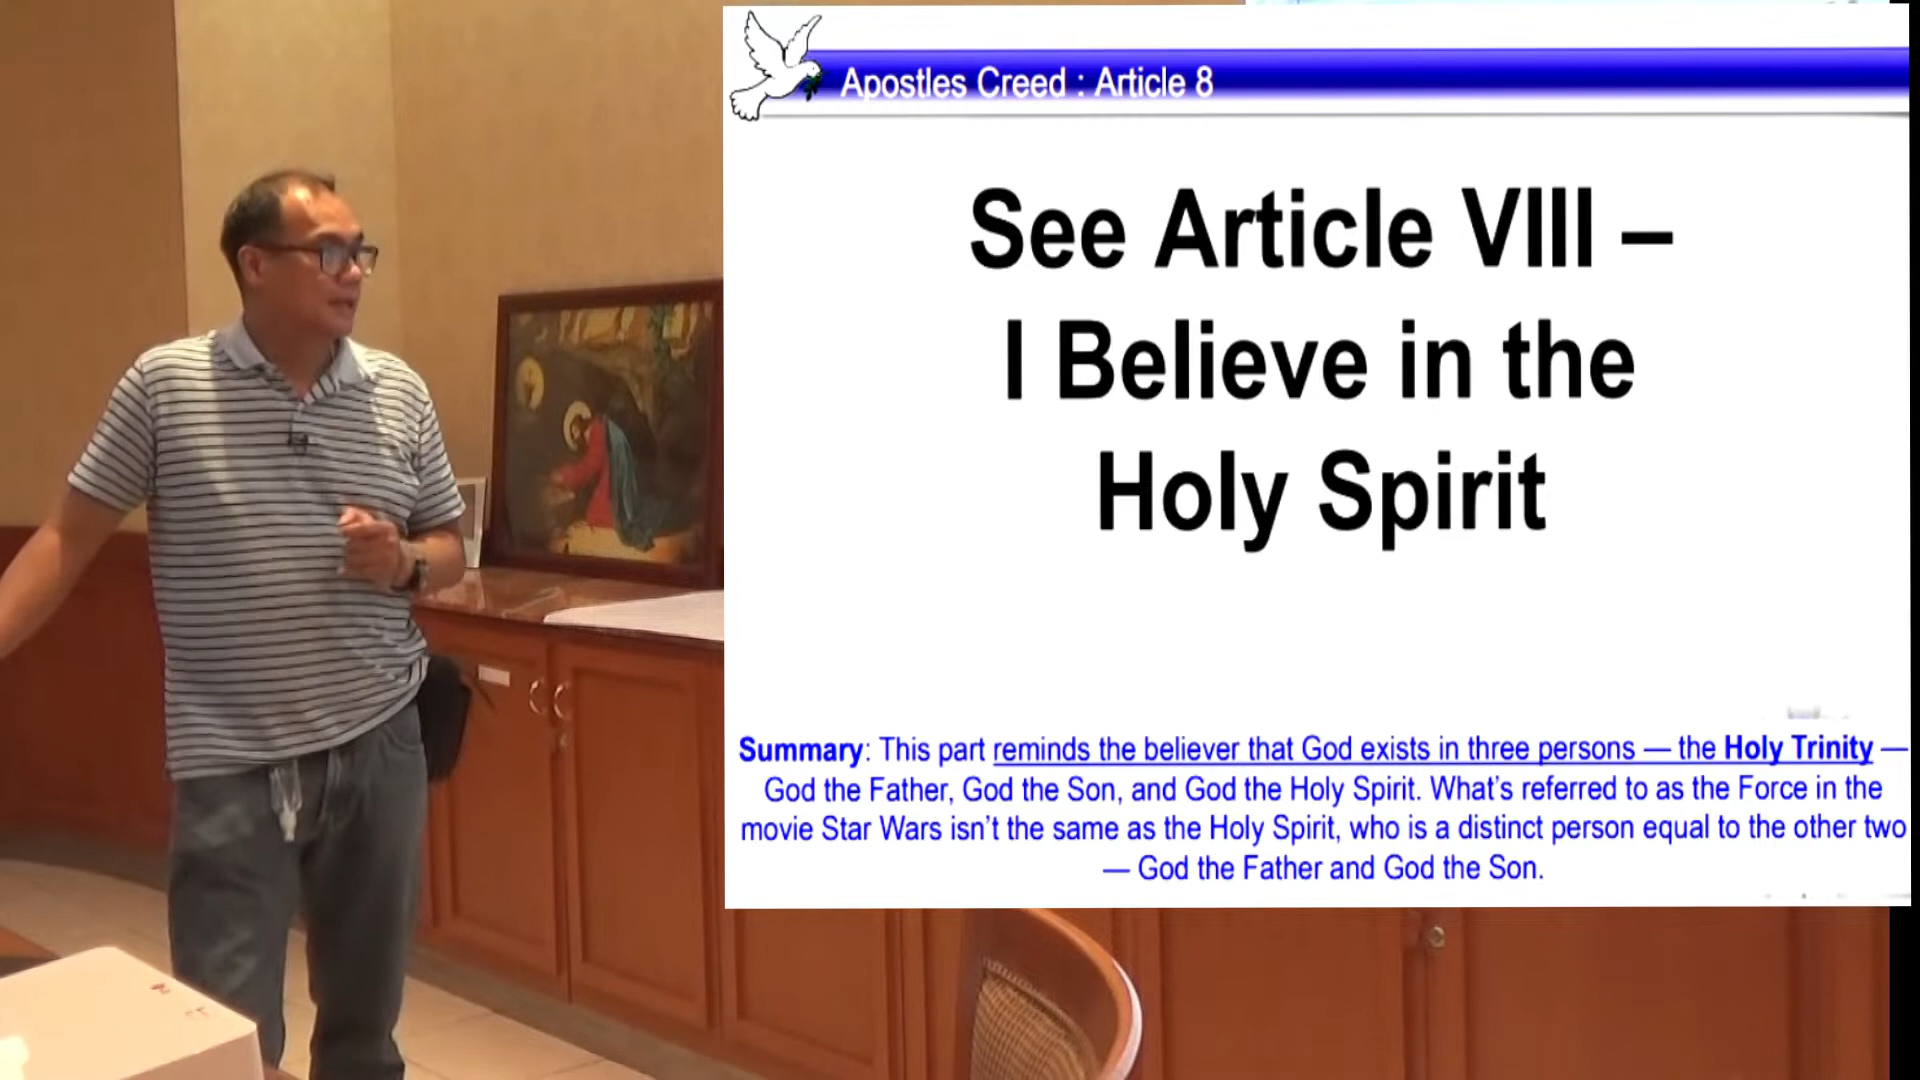 Apostles Creed : Article 8
See Article VIII –
I Believe in the
Holy Spirit
Summary: This part reminds the believer that God exists in three persons — the Holy Trinity —
God the Father, God the Son, and God the Holy Spirit. What's referred to as the Force in the
movie Star Wars isn't the same as the Holy Spirit, who is a distinct person equal to the other two
— God the Father and God the Son.